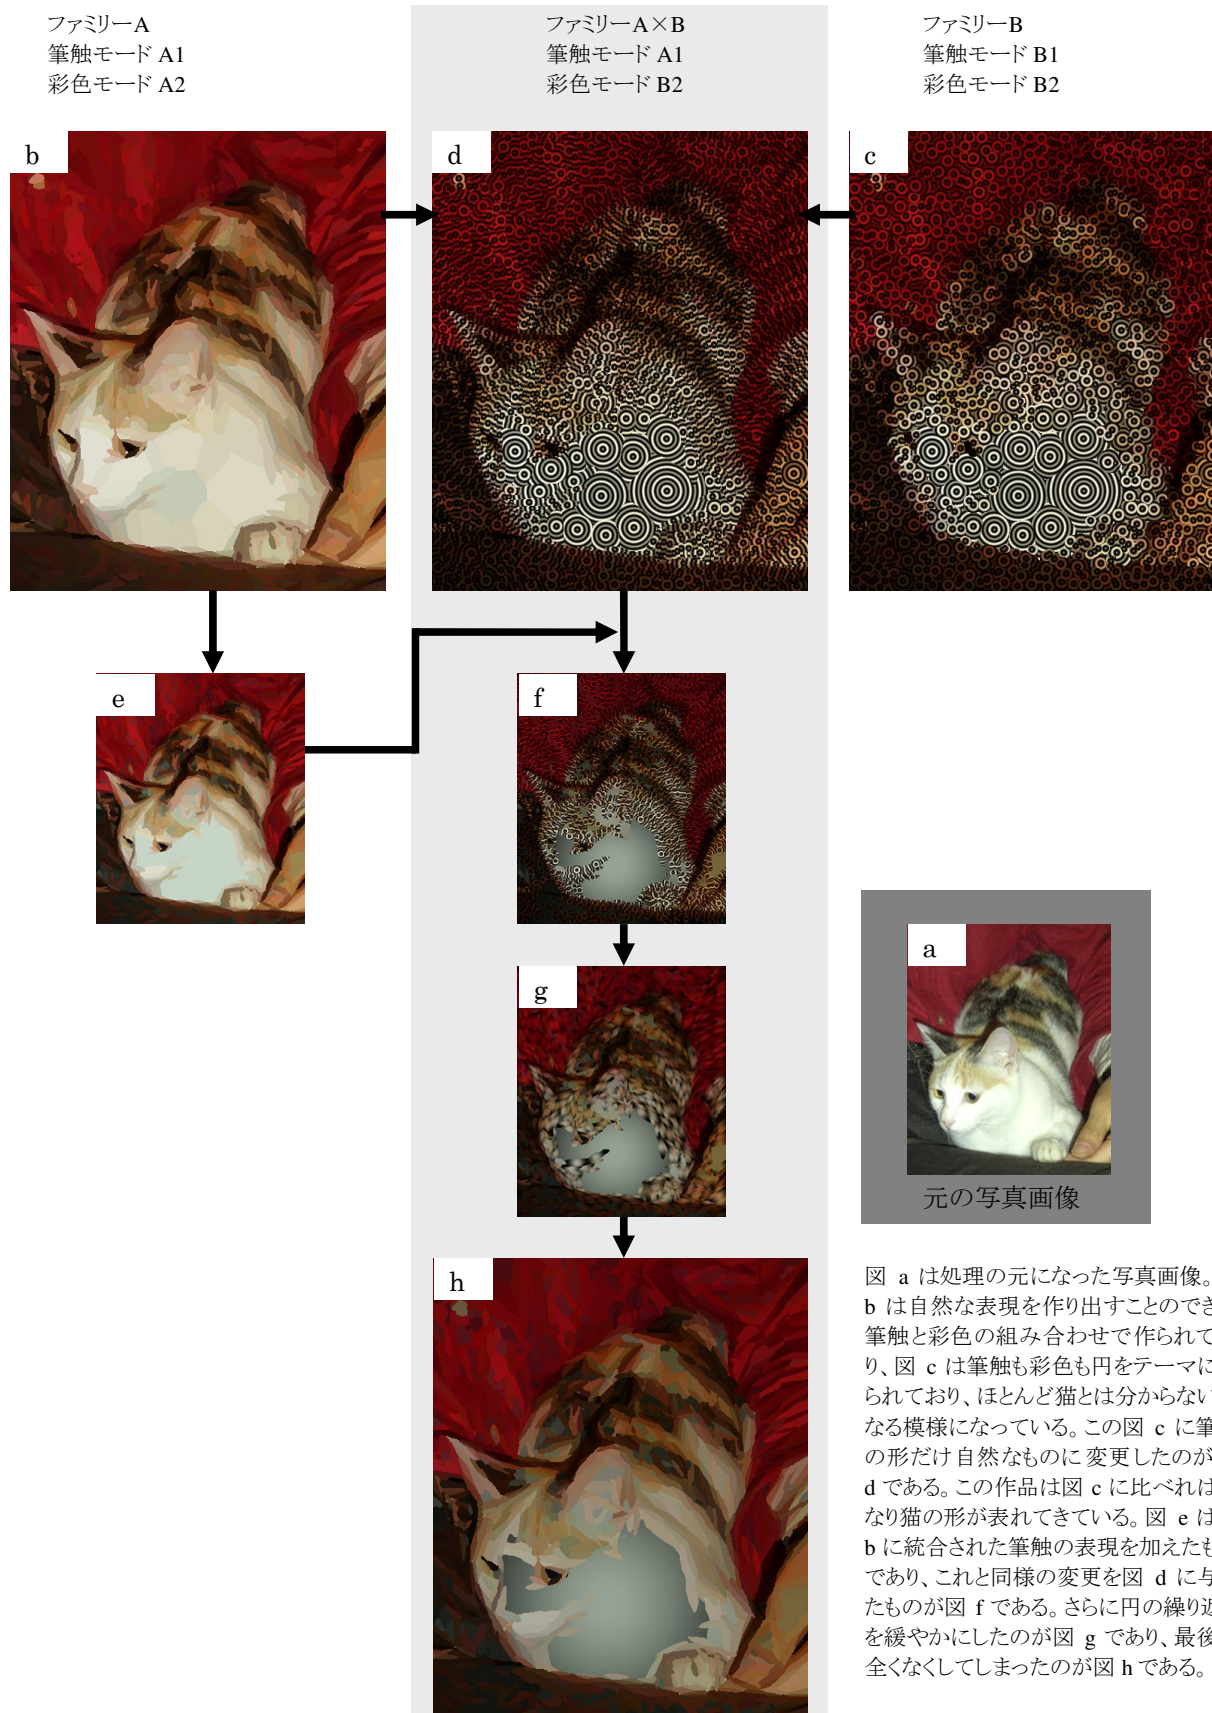 ファミリーA
筆触モード A1
彩色モード A2
ファミリーA×B
筆触モード A1
彩色モード B2
ファミリーB
筆触モード B1
彩色モード B2
b
d
c
e
f
g
a
元の写真画像
h
図 a は処理の元になった写真画像。
b は自然な表現を作り出すことのでき
筆触と彩色の組み合わせで作られて
り、図 c は筆触も彩色も円をテーマに
られており、ほとんど猫とは分からない
なる模様になっている。この図 c に筆
の形だけ自然なものに変更したのが
d である。この作品は図 c に比べれば
なり猫の形が表れてきている。図 e は
b に統合された筆触の表現を加えたも
であり、これと同様の変更を図 d に与
たものが図 f である。さらに円の繰り返
を緩やかにしたのが図 g であり、最後
全くなくしてしまったのが図 h である。